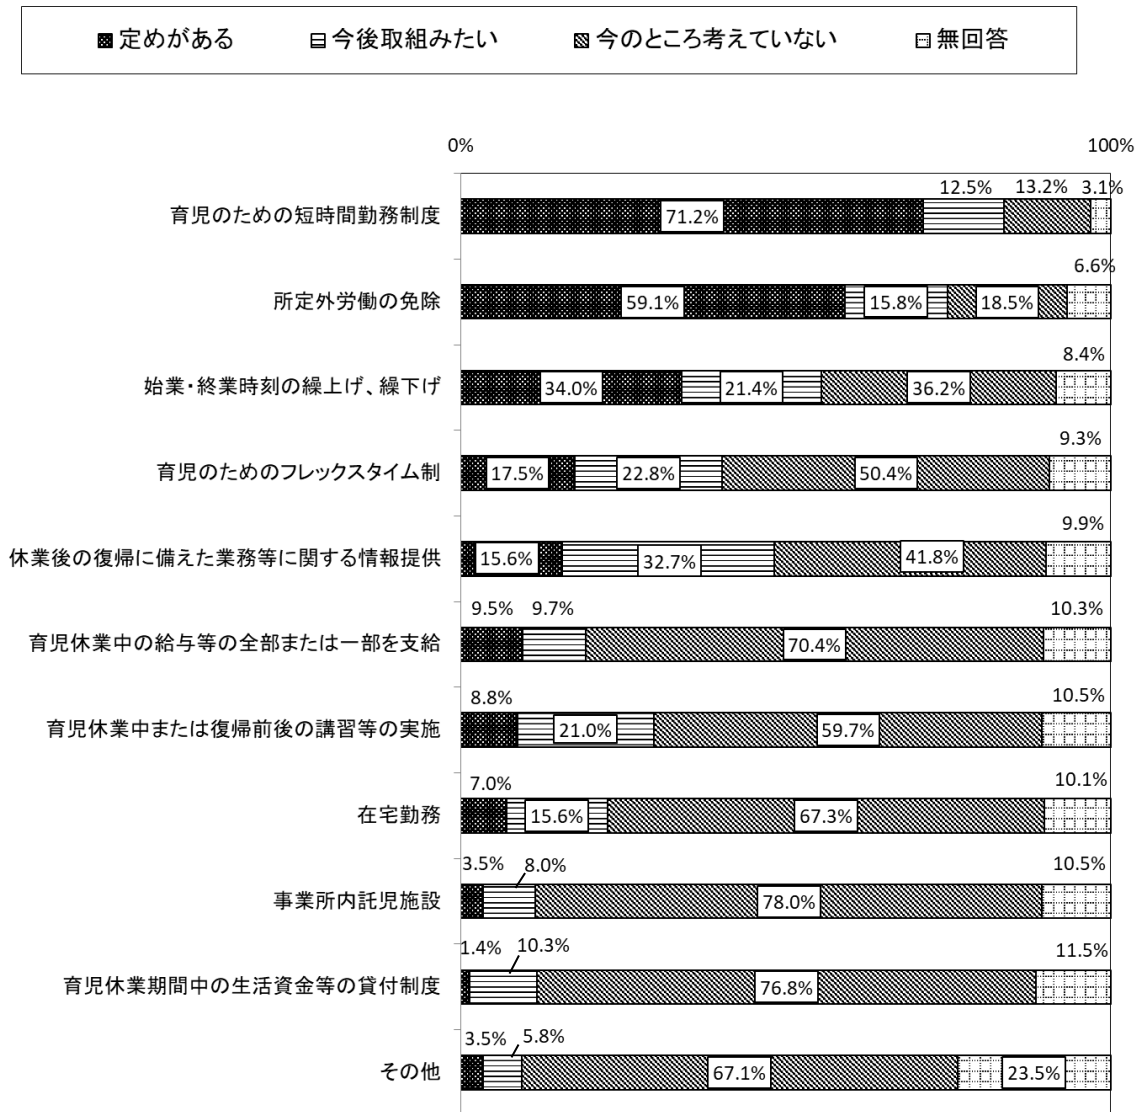 定めがある 今後取組みたい 今のところ考えていない 無回答
0% 100%
12.5% 13.2% 3.1%
育児のための短時間勤務制度 71.2%
6.6%
所定外労働の免除 59.1% 15.8% 18.5%
8.4%
始業・終業時刻の繰上げ、繰下げ 34.0% 21.4% 36.2%
9.3%
育児のためのフレックスタイム制 17.5% 22.8% 50.4%
9.9%
休業後の復帰に備えた業務等に関する情報提供 15.6% 32.7% 41.8%
9.5% 9.7% 10.3%
育児休業中の給与等の全部または一部を支給 70.4%
8.8% 10.5%
育児休業中または復帰前後の講習等の実施 21.0% 59.7%
7.0% 10.1%
在宅勤務 15.6% 67.3%
3.5% 8.0% 10.5%
事業所内託児施設 78.0%
1.4% 10.3% 11.5%
育児休業期間中の生活資金等の貸付制度 76.8%
3.5% 5.8%
その他 67.1% 23.5%